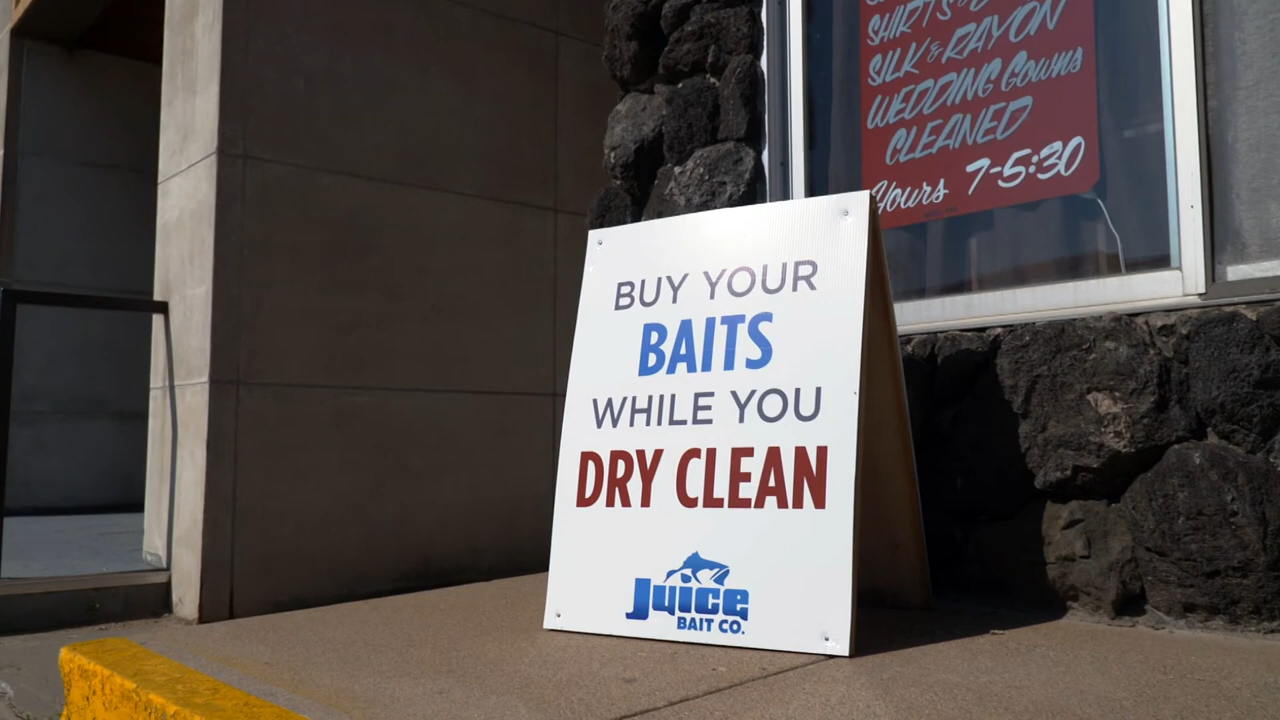 SHIRTS &
SILK & RAYON
WEDDING Gowns
CLEANED
Hours 7-5:30
BUY YOUR
BAITS
WHILE YOU
DRY CLEAN
Juice
BAIT CO.